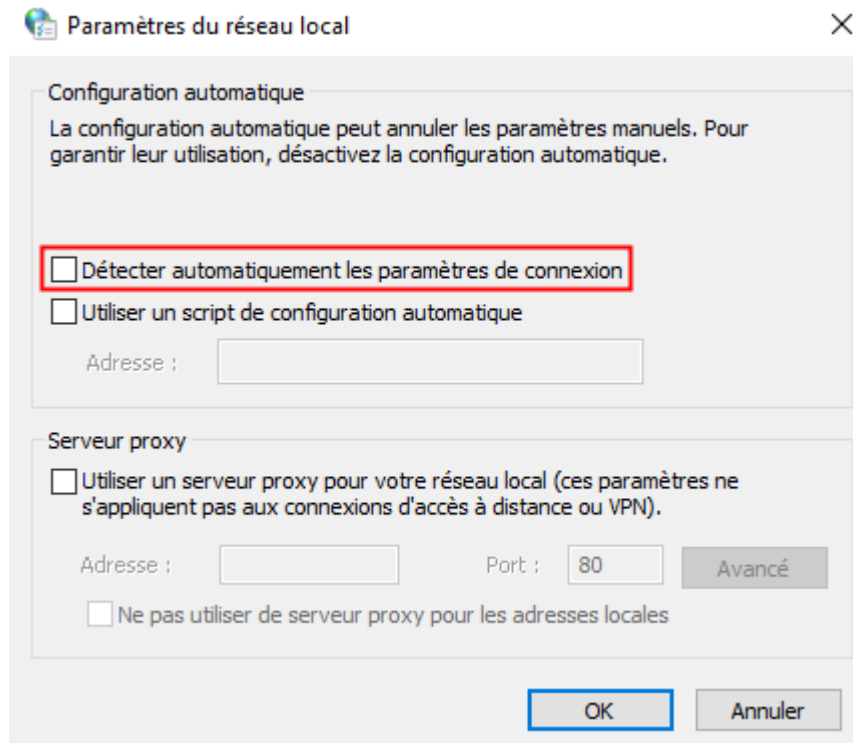 Paramètres du réseau local
Configuration automatique
La configuration automatique peut annuler les paramètres manuels. Pour
garantir leur utilisation, désactivez la configuration automatique.
Détecter automatiquement les paramètres de connexion
Utiliser un script de configuration automatique
Adresse :
Serveur proxy
Utiliser un serveur proxy pour votre réseau local (ces paramètres ne
s'appliquent pas aux connexions d'accès à distance ou VPN).
Adresse : Port : 80 Avancé
Ne pas utiliser de serveur proxy pour les adresses locales
OK Annuler